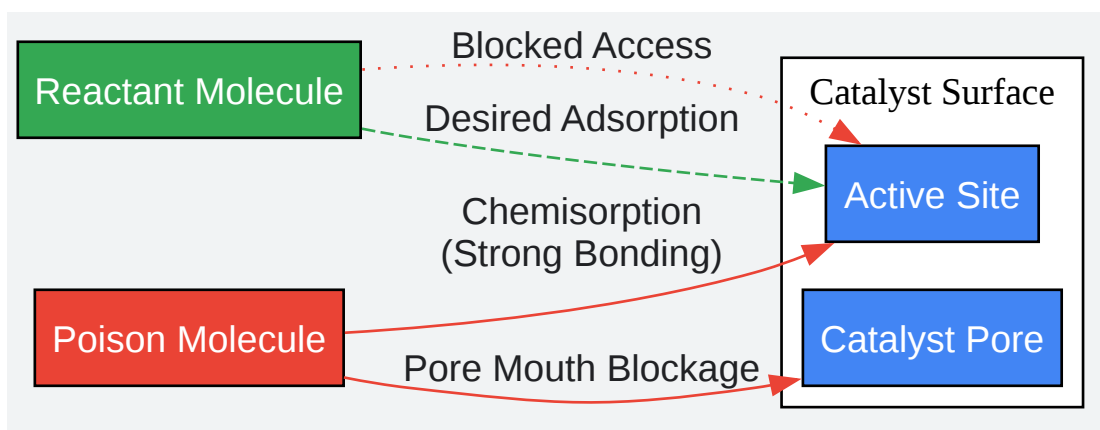 Blocked Access
Reactant Molecule
Catalyst Surface
Desired Adsorption
Active Site
Chemisorption
(Strong Bonding)
Poison Molecule
Catalyst Pore
Pore Mouth Blockage